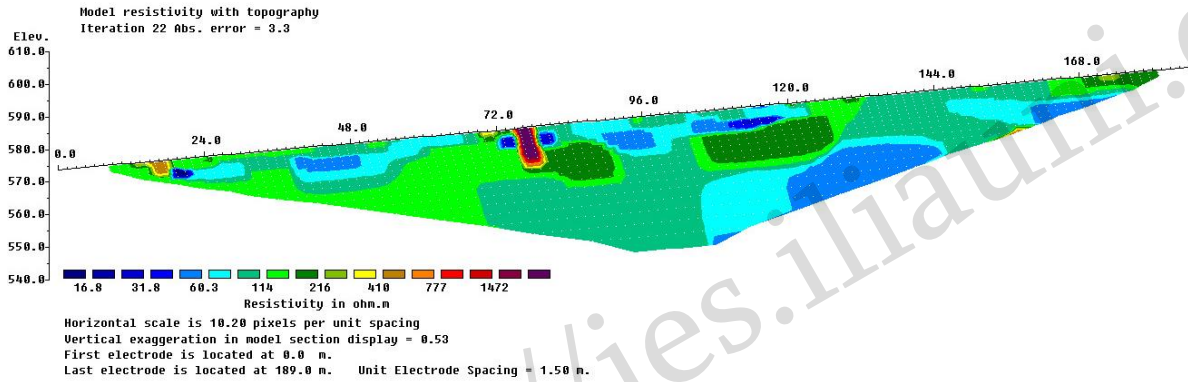 Model resistivity with topography
Iteration 22 Abs. error = 3.3
Elev.
610.0
600.0
590.0
580.0
570.0
560.0
550.0
540.0
0.0
24.0
48.0
72.0
96.0
120.0
144.0
168.0
16.8 31.8 60.3 114 216 410 777 1472
Resistivity in ohm.m
Horizontal scale is 10.20 pixels per unit spacing
Vertical exaggeration in model section display = 0.53
First electrode is located at 0.0 m.
Last electrode is located at 189.0 m. Unit Electrode Spacing = 1.50 m.
//ies.iliauni.